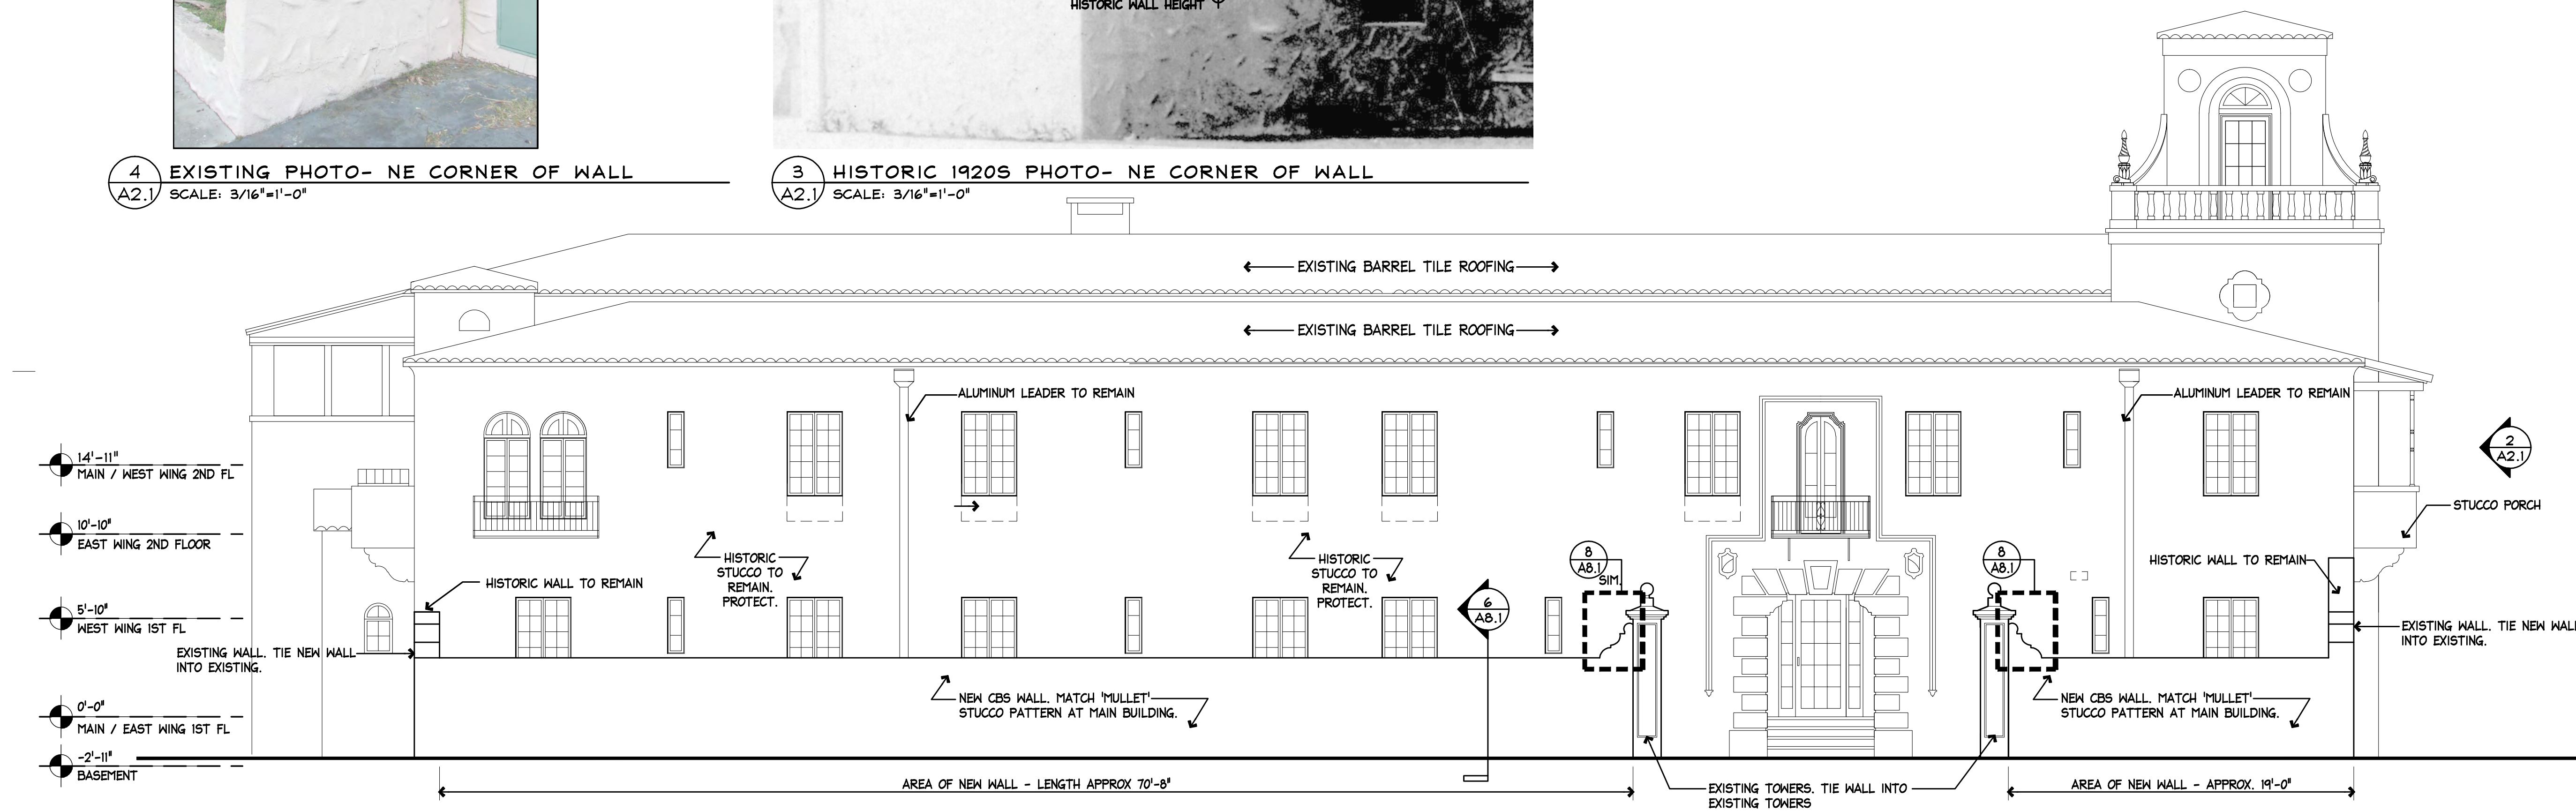 HISTORIC WALL HEIGHT
4
A2.1
EXISTING PHOTO- NE CORNER OF WALL
SCALE: 3/16"=1'-0"
3
A2.1
HISTORIC 1920S PHOTO- NE CORNER OF WALL
SCALE: 3/16"=1'-0"
EXISTING BARREL TILE ROOFING
EXISTING BARREL TILE ROOFING
ALUMINUM LEADER TO REMAIN
ALUMINUM LEADER TO REMAIN
14'-11"
MAIN / WEST WING 2ND FL
10'-10"
EAST WING 2ND FLOOR
5'-10"
WEST WING 1ST FL
0'-0"
MAIN / EAST WING 1ST FL
-2'-11"
BASEMENT
2
A2.1
STUCCO PORCH
HISTORIC WALL TO REMAIN
HISTORIC
STUCCO TO
REMAIN.
PROTECT.
HISTORIC
STUCCO TO
REMAIN.
PROTECT.
8
A8.1
SIM.
8
A8.1
HISTORIC WALL TO REMAIN
6
A8.1
EXISTING WALL. TIE NEW WALL
INTO EXISTING.
EXISTING WALL. TIE NEW WALL
INTO EXISTING.
NEW CBS WALL. MATCH 'MULLET'
STUCCO PATTERN AT MAIN BUILDING.
NEW CBS WALL. MATCH 'MULLET'
STUCCO PATTERN AT MAIN BUILDING.
AREA OF NEW WALL - LENGTH APPROX 70'-8"
EXISTING TOWERS. TIE WALL INTO
EXISTING TOWERS
AREA OF NEW WALL - APPROX. 19'-0"